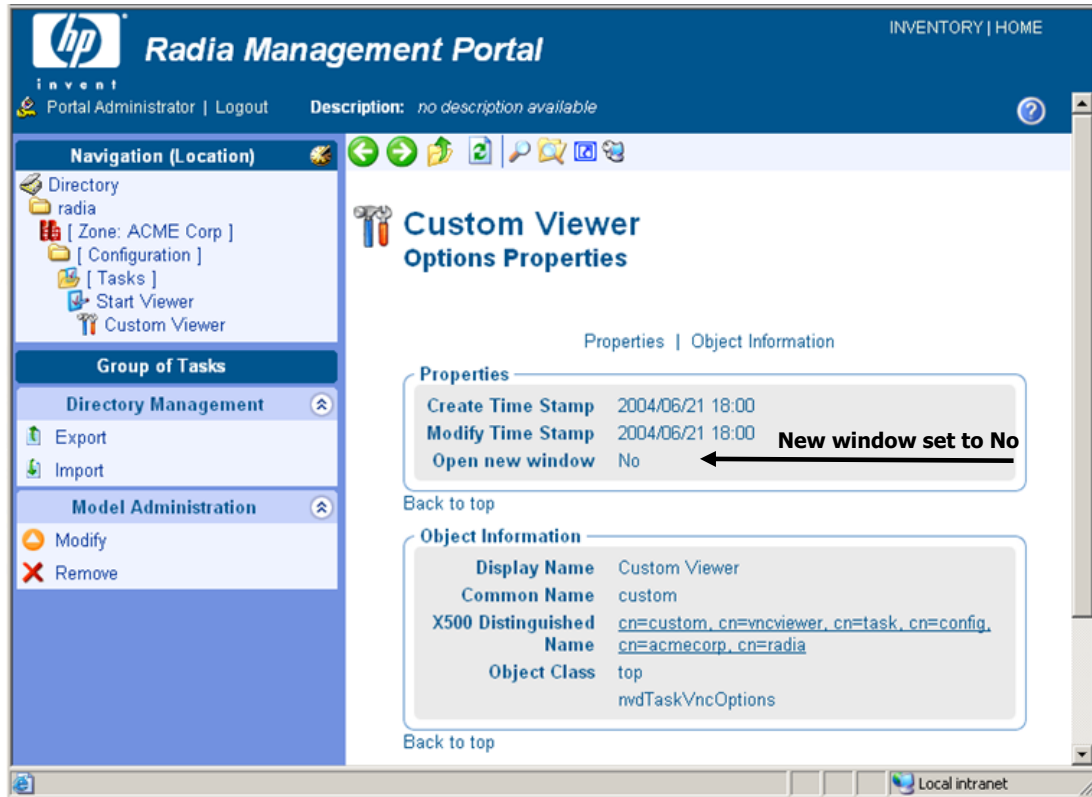 hp
invent
Radia Management Portal
INVENTORY | HOME
Portal Administrator | Logout
Description: no description available
Navigation (Location)
Directory
radia
[ Zone: ACME Corp ]
[ Configuration ]
[ Tasks ]
Start Viewer
Custom Viewer
Group of Tasks
Directory Management
Export
Import
Model Administration
Modify
Remove
Custom Viewer
Options Properties
Properties | Object Information
Properties
Create Time Stamp 2004/06/21 18:00
Modify Time Stamp 2004/06/21 18:00
Open new window No
New window set to No
Back to top
Object Information
Display Name Custom Viewer
Common Name custom
X500 Distinguished Name cn=custom, cn=vncviewer, cn=task, cn=config,
cn=acmecorp, cn=radia
Object Class top
nvdTaskVncOptions
Back to top
Local intranet